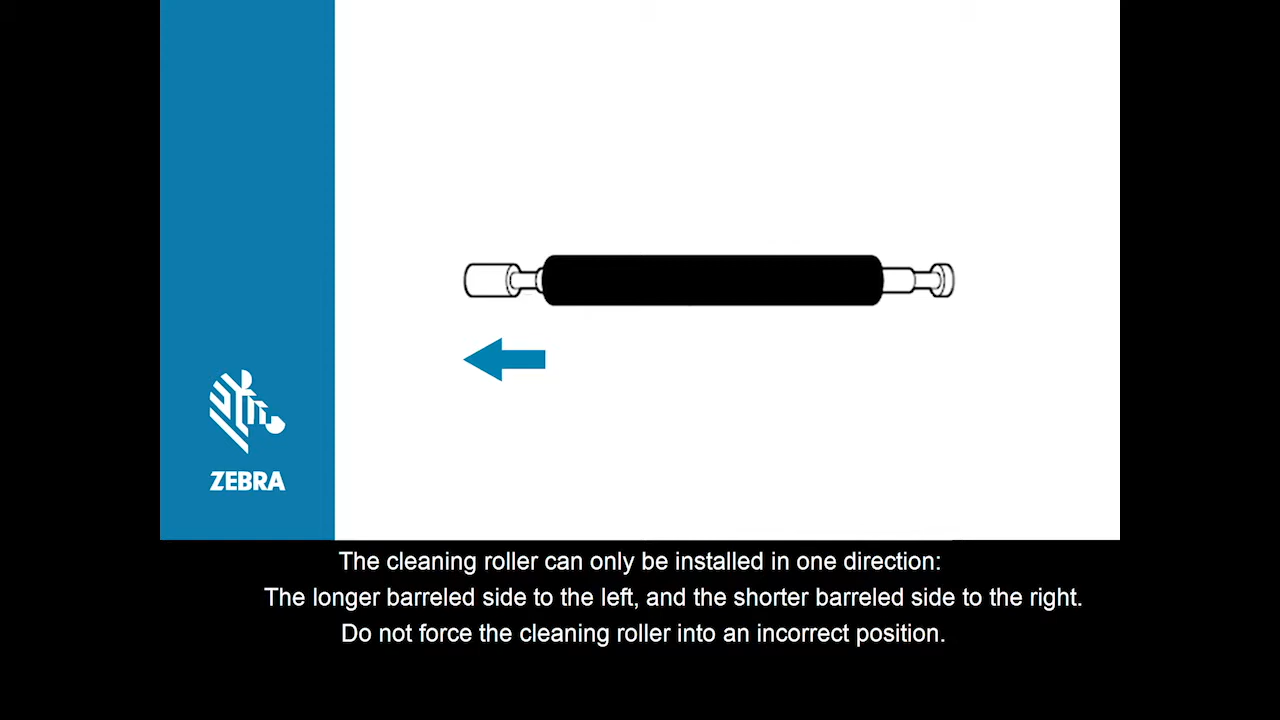 ZEBRA
The cleaning roller can only be installed in one direction:
The longer barreled side to the left, and the shorter barreled side to the right.
Do not force the cleaning roller into an incorrect position.